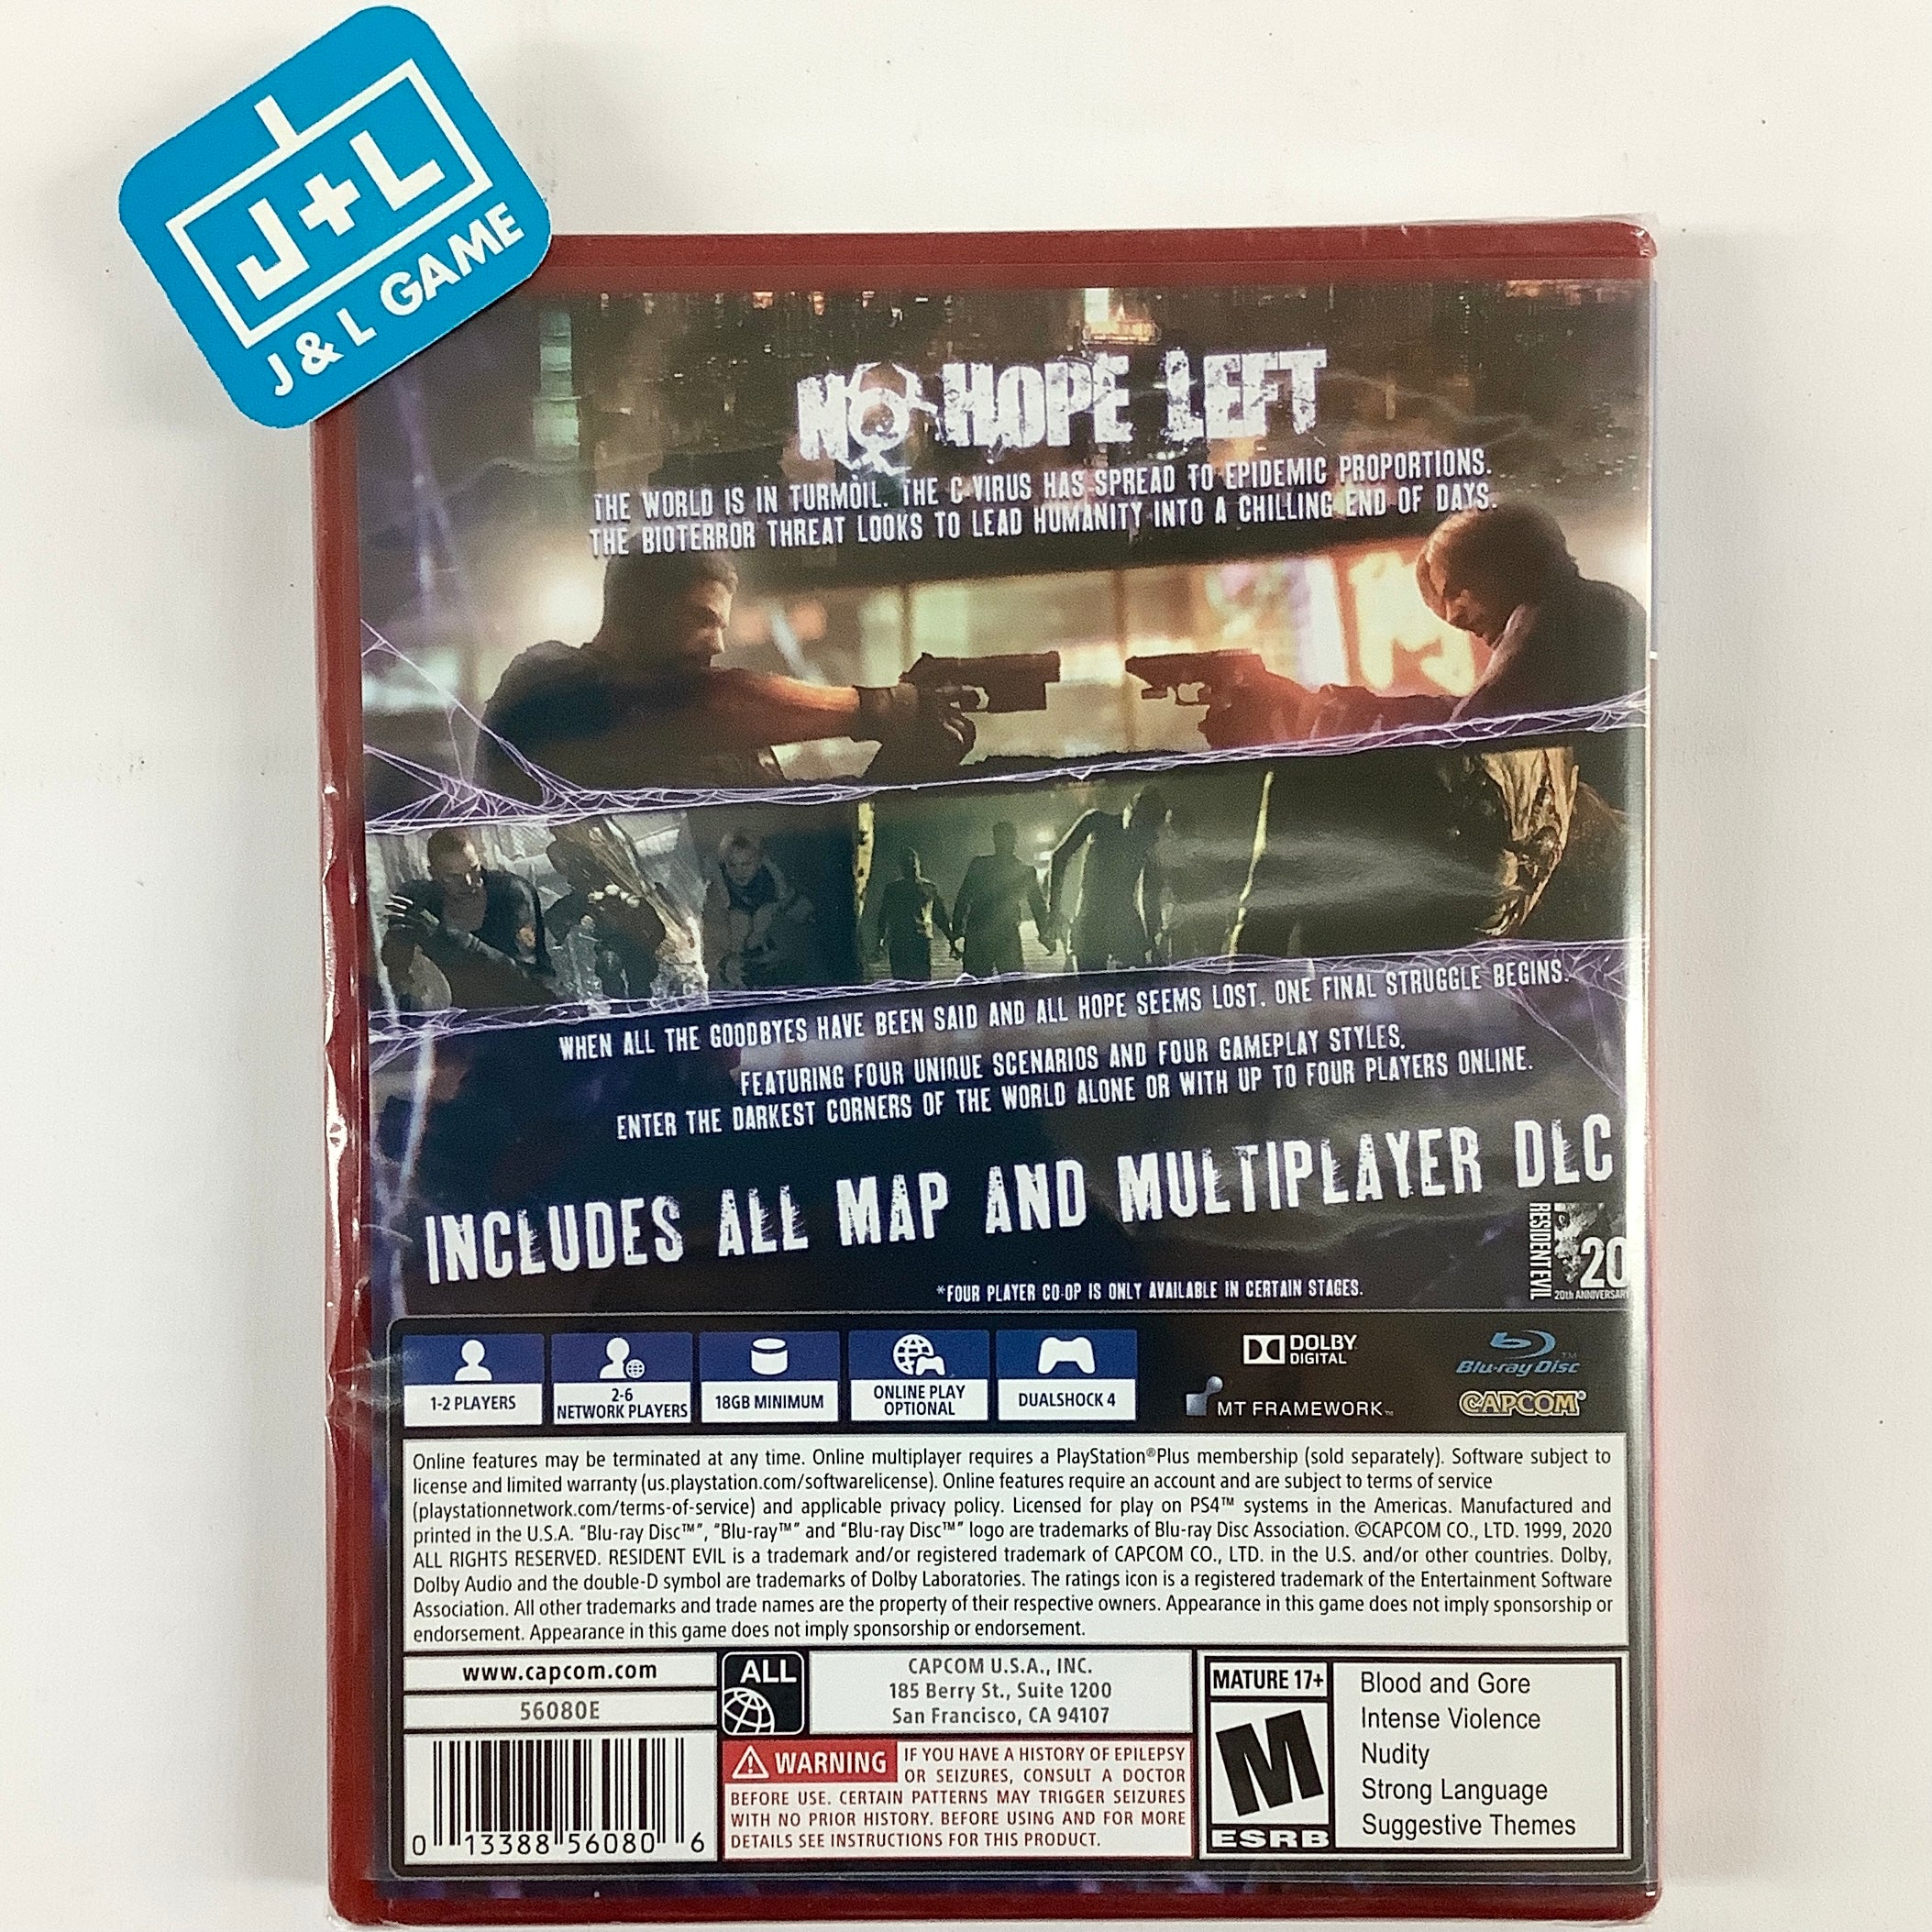 J+L
J & L GAME
NO HOPE LEFT
THE WORLD IS IN TURMOIL. THE C-VIRUS HAS SPREAD TO EPIDEMIC PROPORTIONS.
THE BIOTERROR THREAT LOOKS TO LEAD HUMANITY INTO A CHILLING END OF DAYS.
WHEN ALL THE GOODBYES HAVE BEEN SAID AND ALL HOPE SEEMS LOST. ONE FINAL STRUGGLE BEGINS.
FEATURING FOUR UNIQUE SCENARIOS AND FOUR GAMEPLAY STYLES.
ENTER THE DARKEST CORNERS OF THE WORLD ALONE OR WITH UP TO FOUR PLAYERS ONLINE.
INCLUDES ALL MAP AND MULTIPLAYER DLC
RESIDENT EVIL
20
20th ANNIVERSARY
*FOUR PLAYER CO-OP IS ONLY AVAILABLE IN CERTAIN STAGES.
1-2 PLAYERS
2-6
NETWORK PLAYERS
18GB MINIMUM
ONLINE PLAY
OPTIONAL
DUALSHOCK 4
DOLBY
DIGITAL
MT FRAMEWORK™
Blu-ray Disc™
CAPCOM®
Online features may be terminated at any time. Online multiplayer requires a PlayStation®Plus membership (sold separately). Software subject to
license and limited warranty (us.playstation.com/softwarelicense). Online features require an account and are subject to terms of service
(playstationnetwork.com/terms-of-service) and applicable privacy policy. Licensed for play on PS4™ systems in the Americas. Manufactured and
printed in the U.S.A. “Blu-ray Disc™”, “Blu-ray™” and “Blu-ray Disc™” logo are trademarks of Blu-ray Disc Association. ©CAPCOM CO., LTD. 1999, 2020
ALL RIGHTS RESERVED. RESIDENT EVIL is a trademark and/or registered trademark of CAPCOM CO., LTD. in the U.S. and/or other countries. Dolby,
Dolby Audio and the double-D symbol are trademarks of Dolby Laboratories. The ratings icon is a registered trademark of the Entertainment Software
Association. All other trademarks and trade names are the property of their respective owners. Appearance in this game does not imply sponsorship or
endorsement. Appearance in this game does not imply sponsorship or endorsement.
www.capcom.com
56080E
0 13388 56080 6
ALL
CAPCOM U.S.A., INC.
185 Berry St., Suite 1200
San Francisco, CA 94107
WARNING IF YOU HAVE A HISTORY OF EPILEPSY
OR SEIZURES, CONSULT A DOCTOR
BEFORE USE. CERTAIN PATTERNS MAY TRIGGER SEIZURES
WITH NO PRIOR HISTORY. BEFORE USING AND FOR MORE
DETAILS SEE INSTRUCTIONS FOR THIS PRODUCT.
MATURE 17+
M
ESRB
Blood and Gore
Intense Violence
Nudity
Strong Language
Suggestive Themes